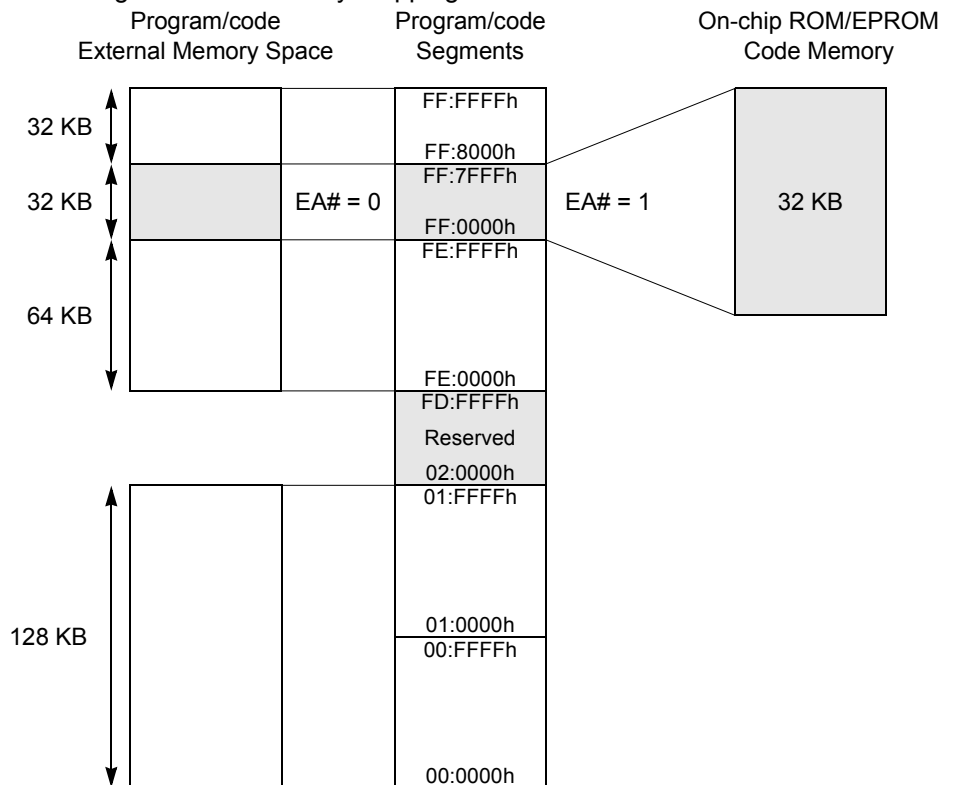 Program/code
External Memory Space
Program/code
Segments
On-chip ROM/EPROM
Code Memory
32 KB
FF:FFFFh
FF:8000h
32 KB
EA# = 0
FF:7FFFh
FF:0000h
EA# = 1
32 KB
64 KB
FE:FFFFh
FE:0000h
FD:FFFFh
Reserved
02:0000h
128 KB
01:FFFFh
01:0000h
00:FFFFh
00:0000h